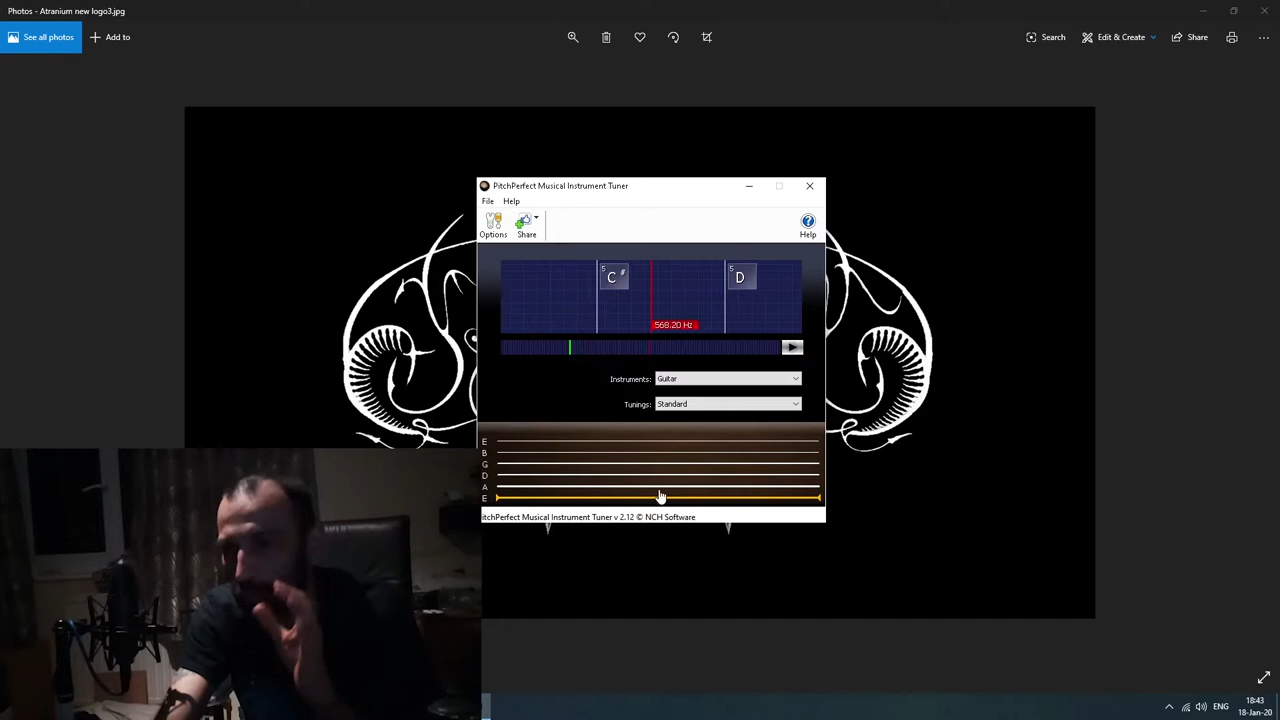 Photos - Atranium new logo3.jpg
See all photos
Add to
Search
Edit & Create
Share
PitchPerfect Musical Instrument Tuner
File Help
Options
Share
Help
5 C #
5 D
568.20 Hz
Instruments: Guitar
Tunings: Standard
E
B
G
D
A
E
itchPerfect Musical Instrument Tuner v 2.12 © NCH Software
ENG
18:43
18-Jan-20